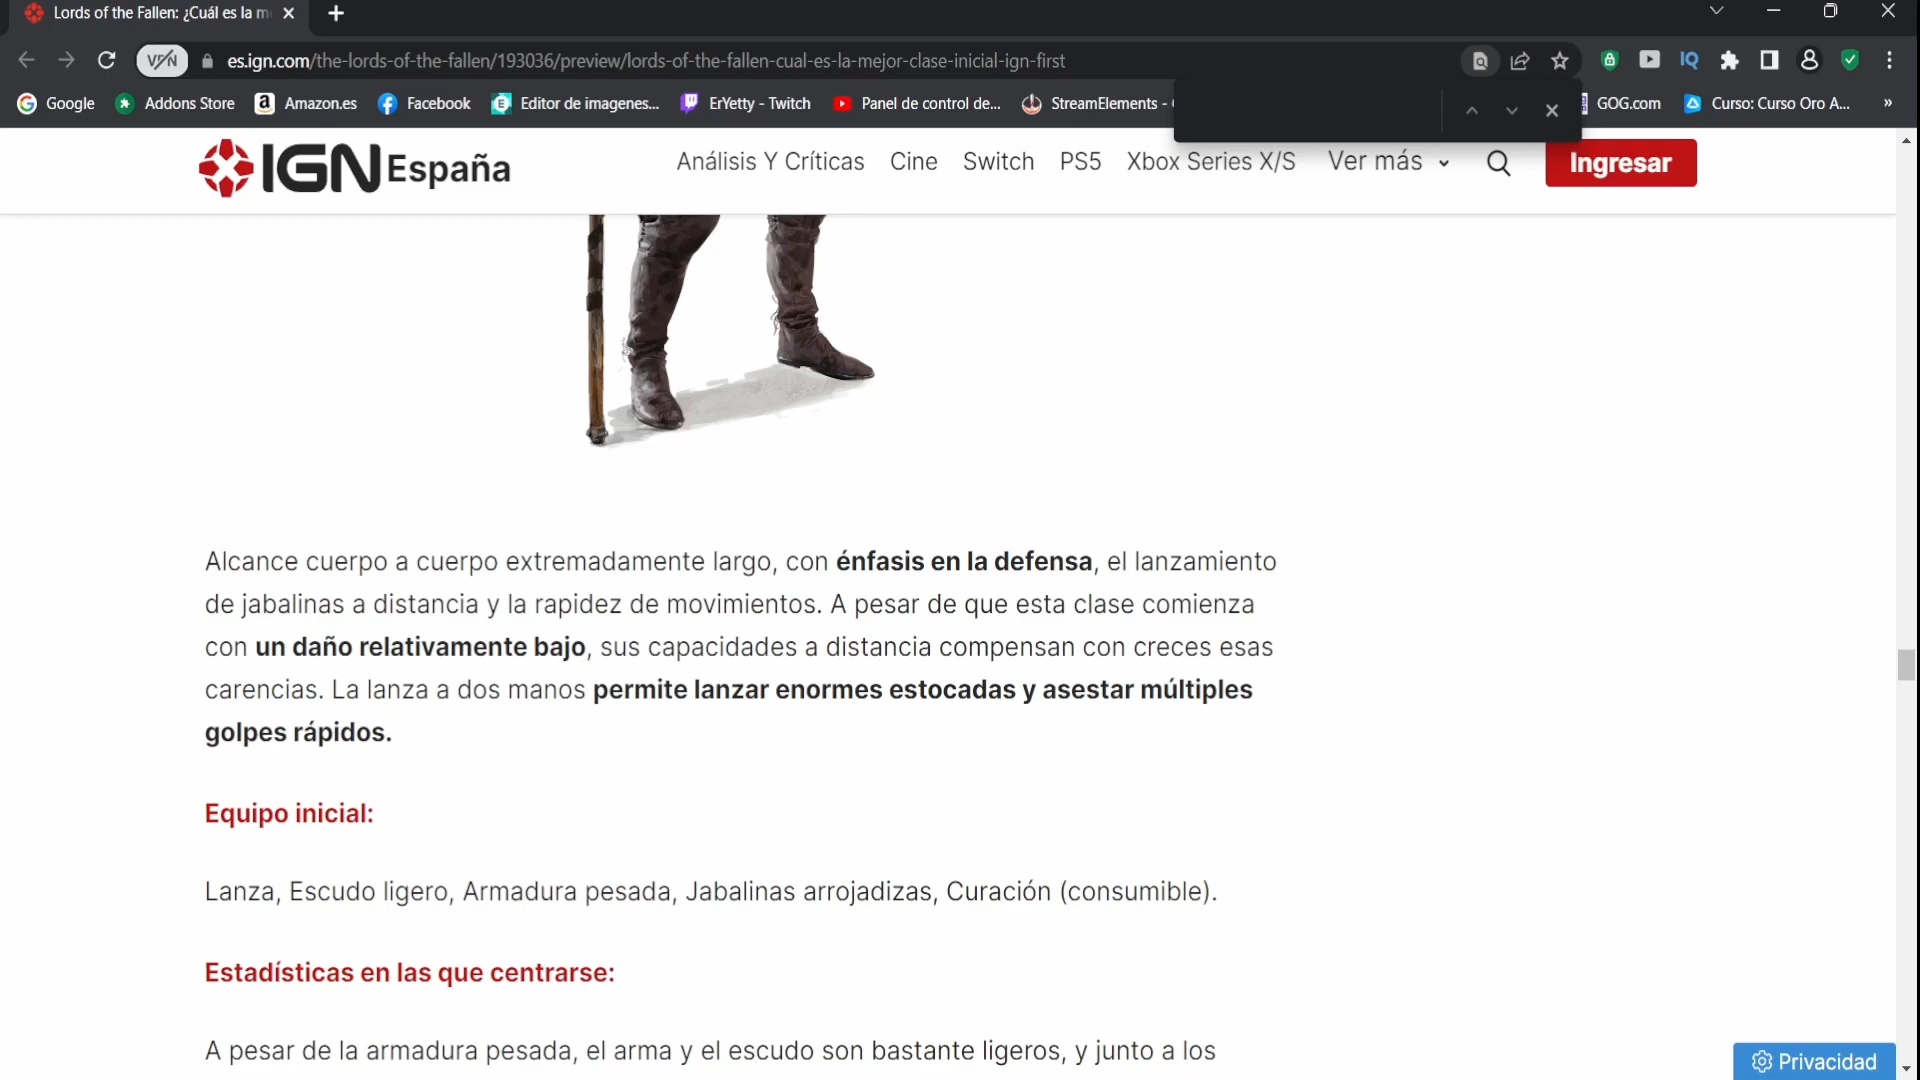 Lords of the Fallen: ¿Cuál es la m
VPN
es.ign.com/the-lords-of-the-fallen/193036/preview/lords-of-the-fallen-cual-es-la-mejor-clase-inicial-ign-first
IQ
Google
Addons Store
Amazon.es
Facebook
Editor de imagenes...
ErYetty - Twitch
Panel de control de...
StreamElements -
GOG.com
Curso: Curso Oro A...
»
IGN España
Análisis Y Críticas
Cine
Switch
PS5
Xbox Series X/S
Ver más
Ingresar
Alcance cuerpo a cuerpo extremadamente largo, con énfasis en la defensa, el lanzamiento
de jabalinas a distancia y la rapidez de movimientos. A pesar de que esta clase comienza
con un daño relativamente bajo, sus capacidades a distancia compensan con creces esas
carencias. La lanza a dos manos permite lanzar enormes estocadas y asestar múltiples
golpes rápidos.
Equipo inicial:
Lanza, Escudo ligero, Armadura pesada, Jabalinas arrojadizas, Curación (consumible).
Estadísticas en las que centrarse:
A pesar de la armadura pesada, el arma y el escudo son bastante ligeros, y junto a los
Privacidad